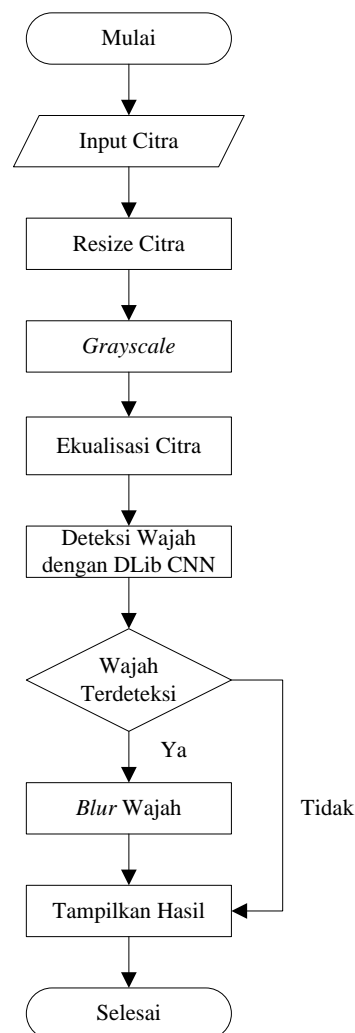 Mulai
Input Citra
Resize Citra
Grayscale
Ekualisasi Citra
Deteksi Wajah
dengan DLib CNN
Wajah
Terdeteksi
Ya
Blur Wajah
Tidak
Tampilkan Hasil
Selesai